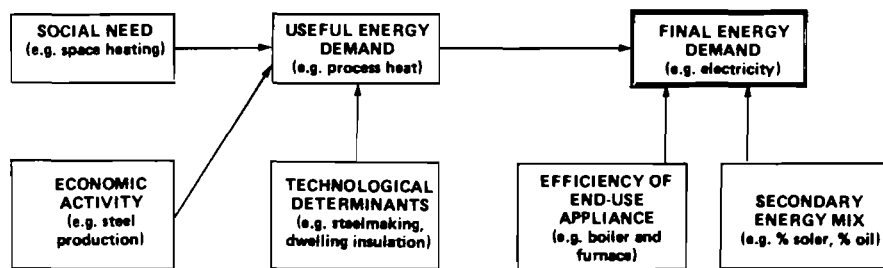 SOCIAL NEED
(e.g. space heating)
USEFUL ENERGY
DEMAND
(e.g. process heat)
FINAL ENERGY
DEMAND
(e.g. electricity)
ECONOMIC
ACTIVITY
(e.g. steel
production)
TECHNOLOGICAL
DETERMINANTS
(e.g. steelmaking,
dwelling insulation)
EFFICIENCY OF
END-USE
APPLIANCE
(e.g. boiler and
furnace)
SECONDARY
ENERGY MIX
(e.g. % soler, % oil)